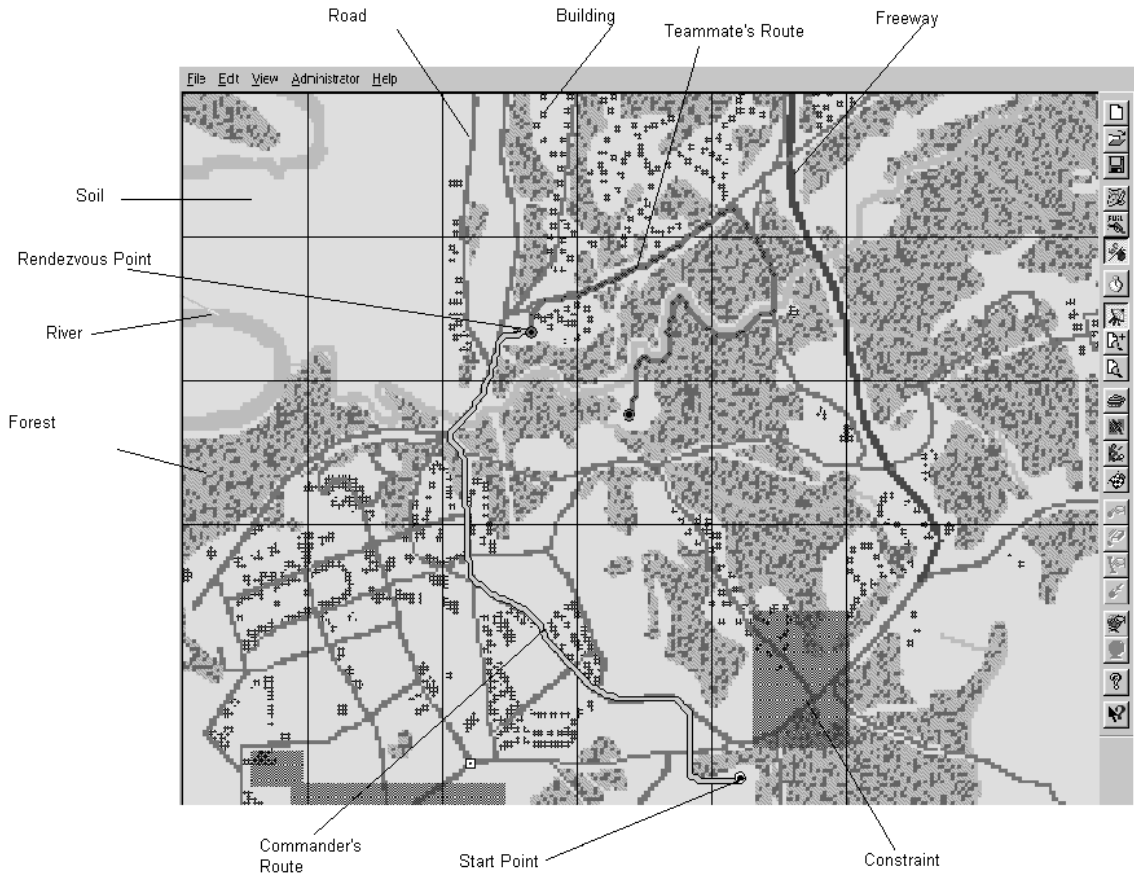 Road
Building
Teammate's Route
Freeway
File Edit View Administrator Help
Soil
Rendezvous Point
River
Forest
FUEL
Commander's
Route
Start Point
Constraint